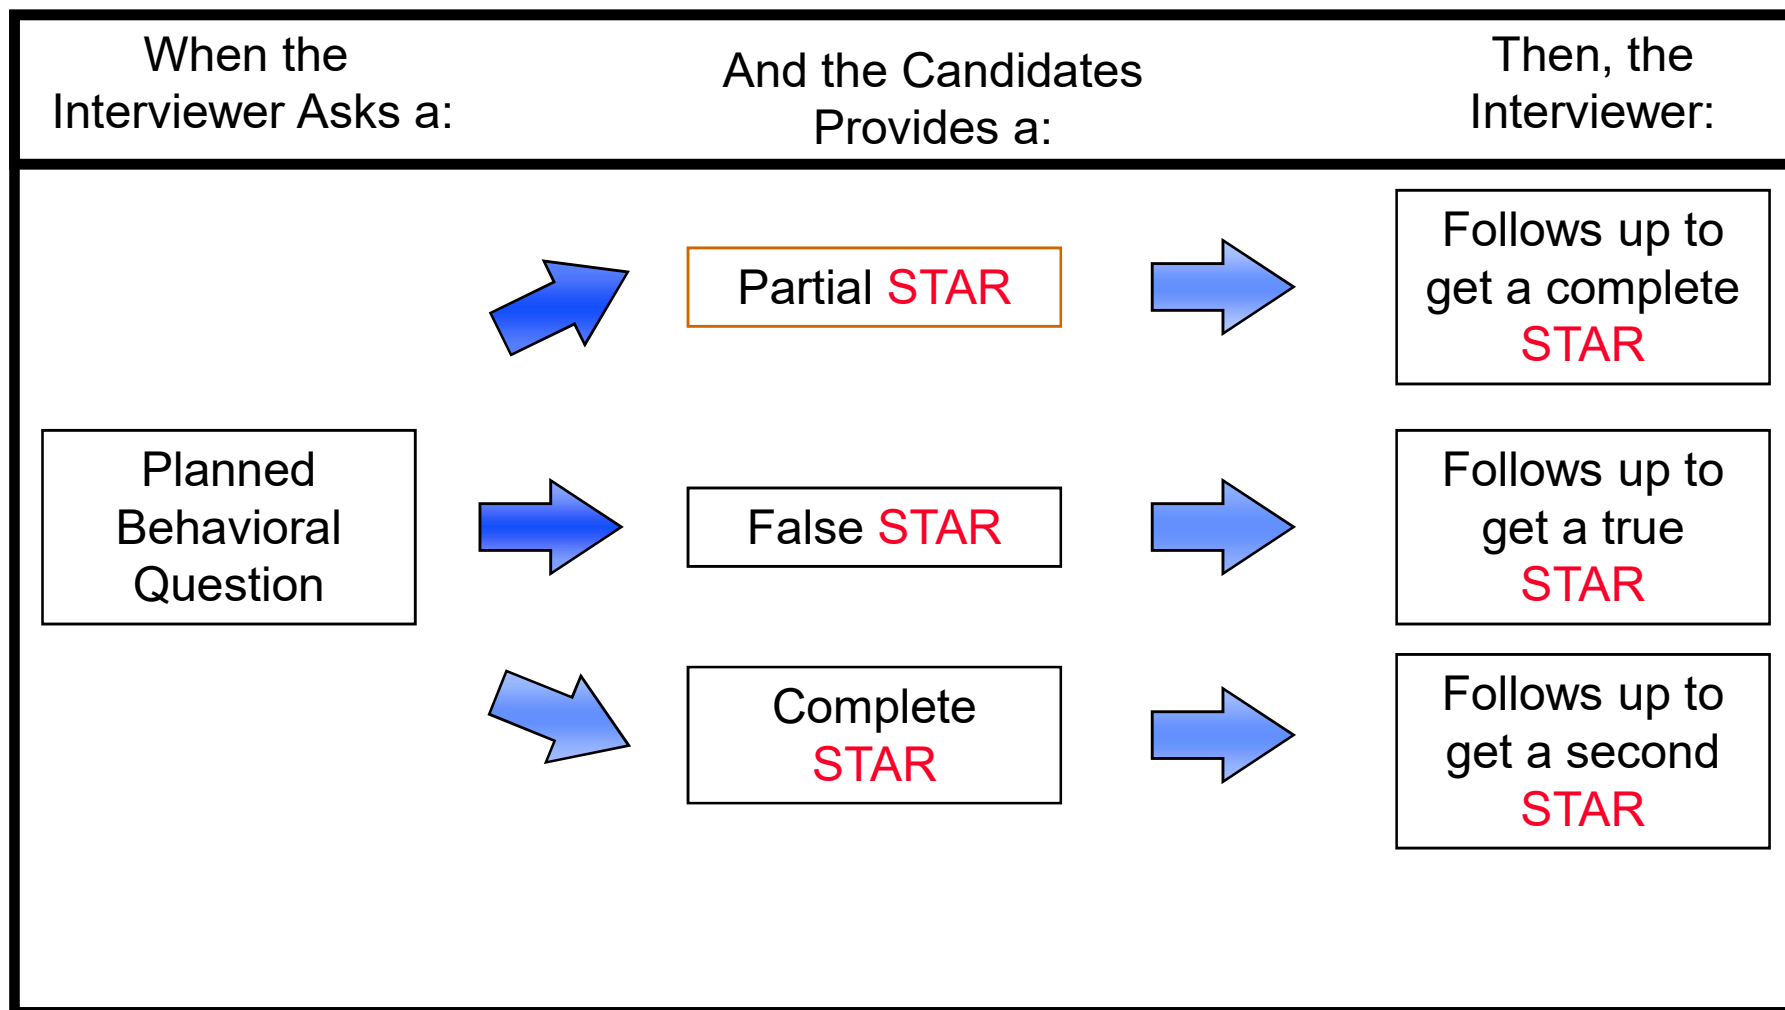 When the
Interviewer Asks a:
And the Candidates
Provides a:
Then, the
Interviewer:
Planned
Behavioral
Question
Partial STAR
Follows up to
get a complete
STAR
False STAR
Follows up to
get a true
STAR
Complete
STAR
Follows up to
get a second
STAR